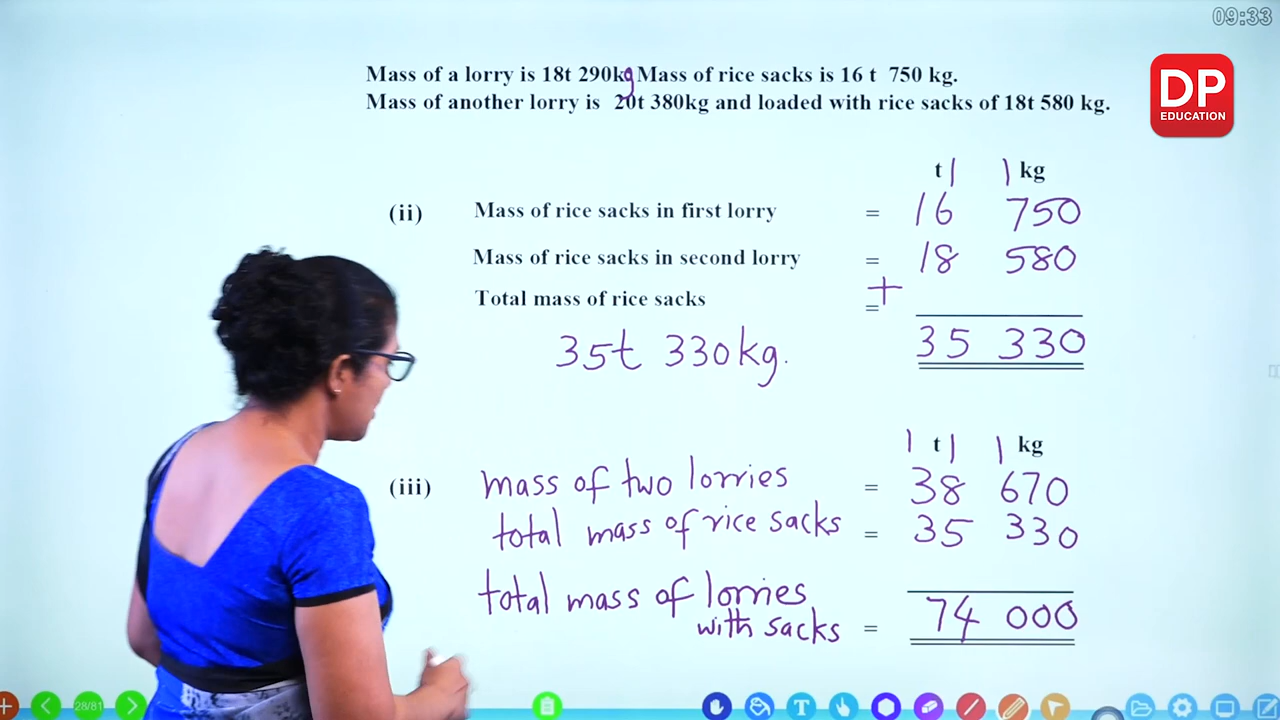 09:33
DP
EDUCATION
Mass of a lorry is 18t 290kg Mass of rice sacks is 16 t 750 kg.
Mass of another lorry is 20t 380kg and loaded with rice sacks of 18t 580 kg.
t kg
(ii) Mass of rice sacks in first lorry = 16 750
Mass of rice sacks in second lorry = 18 580
+
Total mass of rice sacks =
35t 330kg. 35 330
t kg
(iii) mass of two lorries = 38 670
total mass of rice sacks = 35 330
total mass of lorries
with sacks = 74 000
28/81